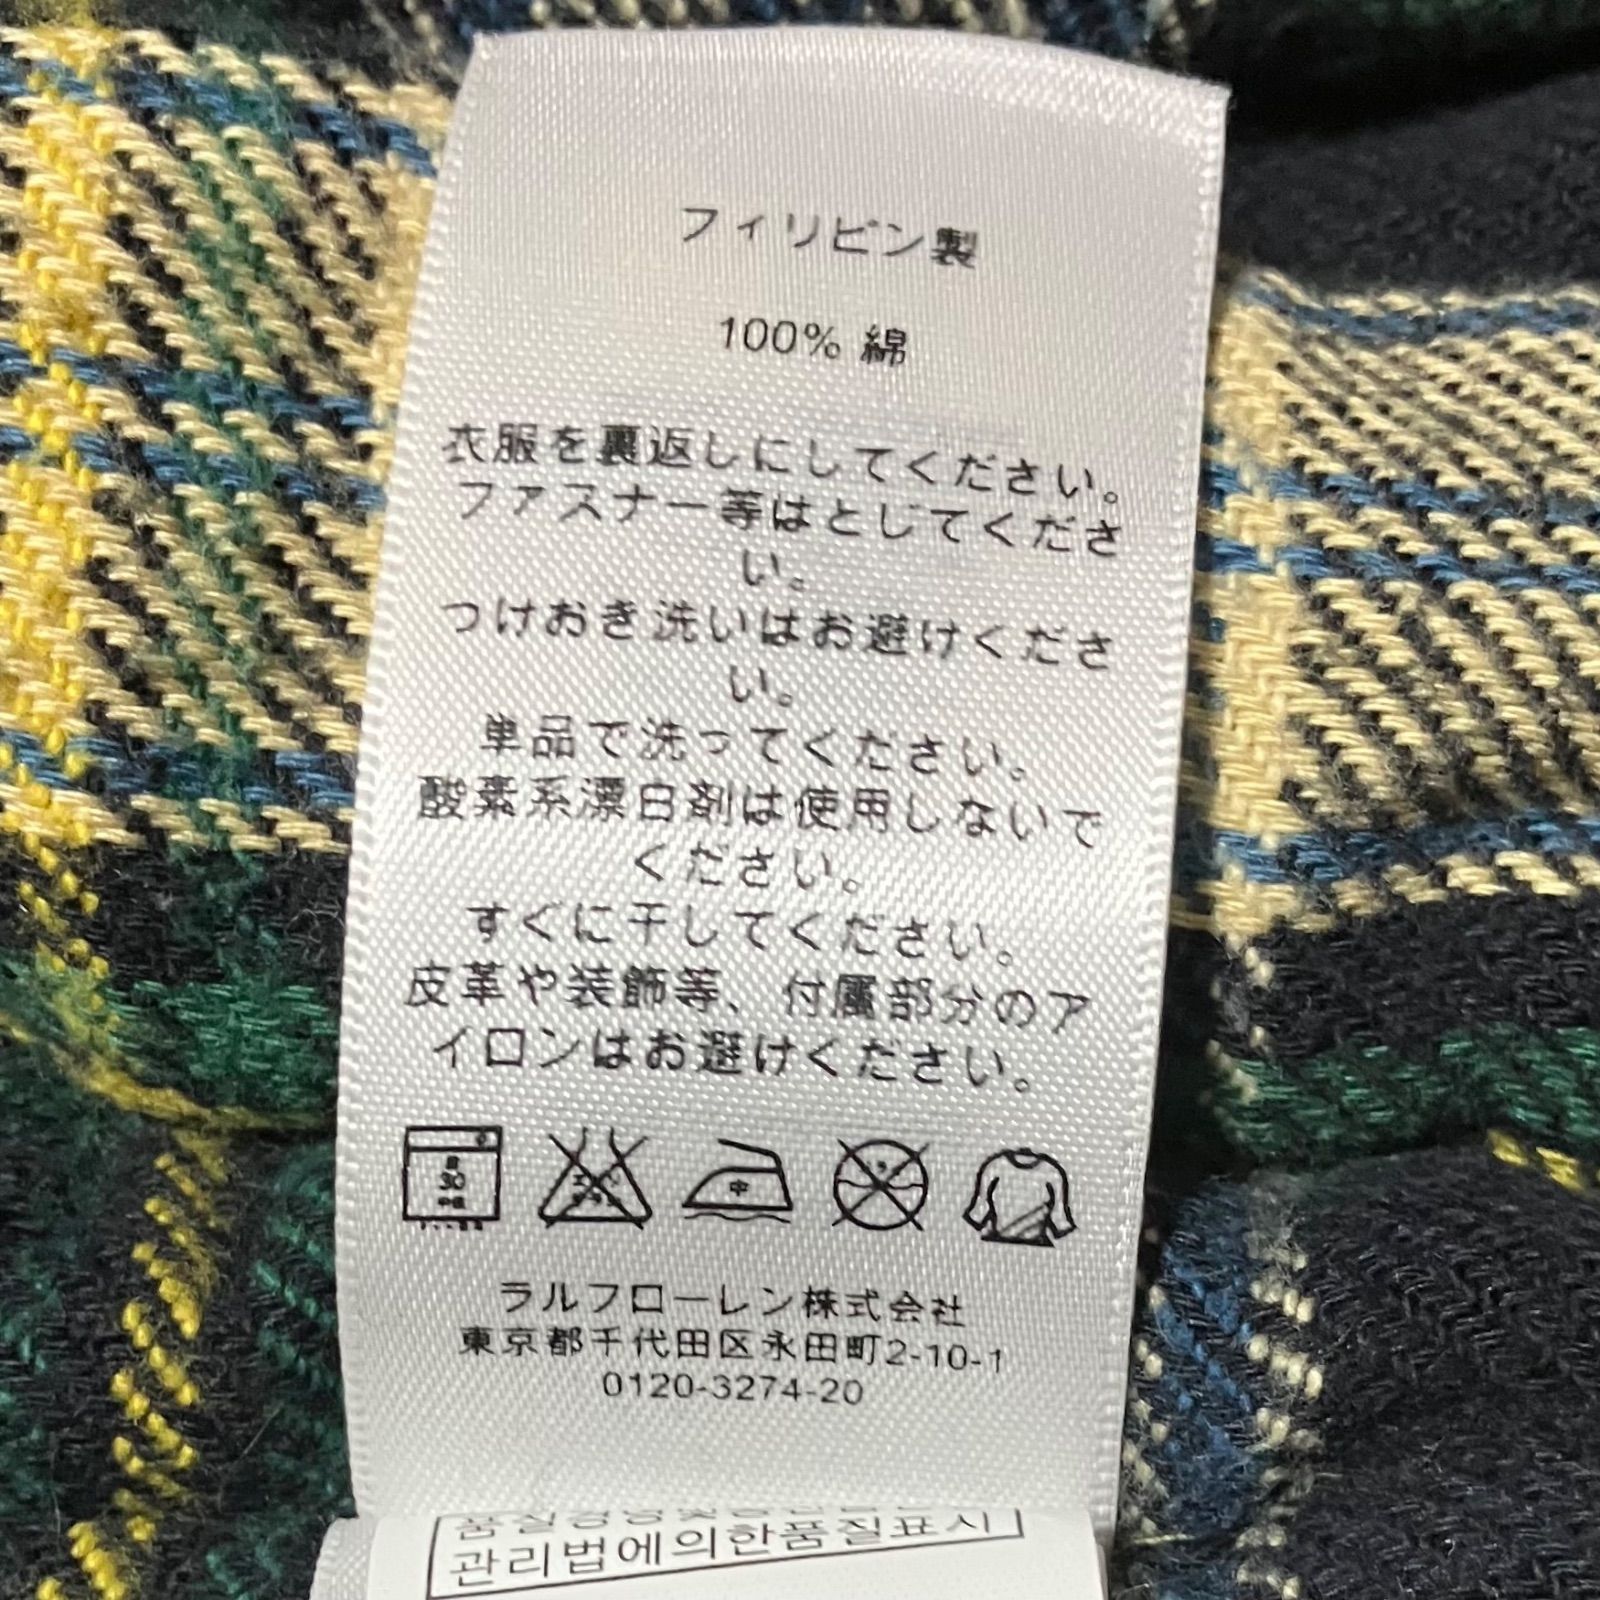 フィリピン製
100% 綿
衣服を裏返しにしてください。
ファスナー等はとじてくださ
い。
つけおき洗いはお避けくださ
い。
単品で洗ってください。
酸素系漂白剤は使用しないで
ください。
すぐに干してください。
皮革や装飾等、付属部分のア
イロンはお避けください。
30
中
ラルフローレン株式会社
東京都千代田区永田町2-10-1
0120-3274-20
관리법에의한품질표시